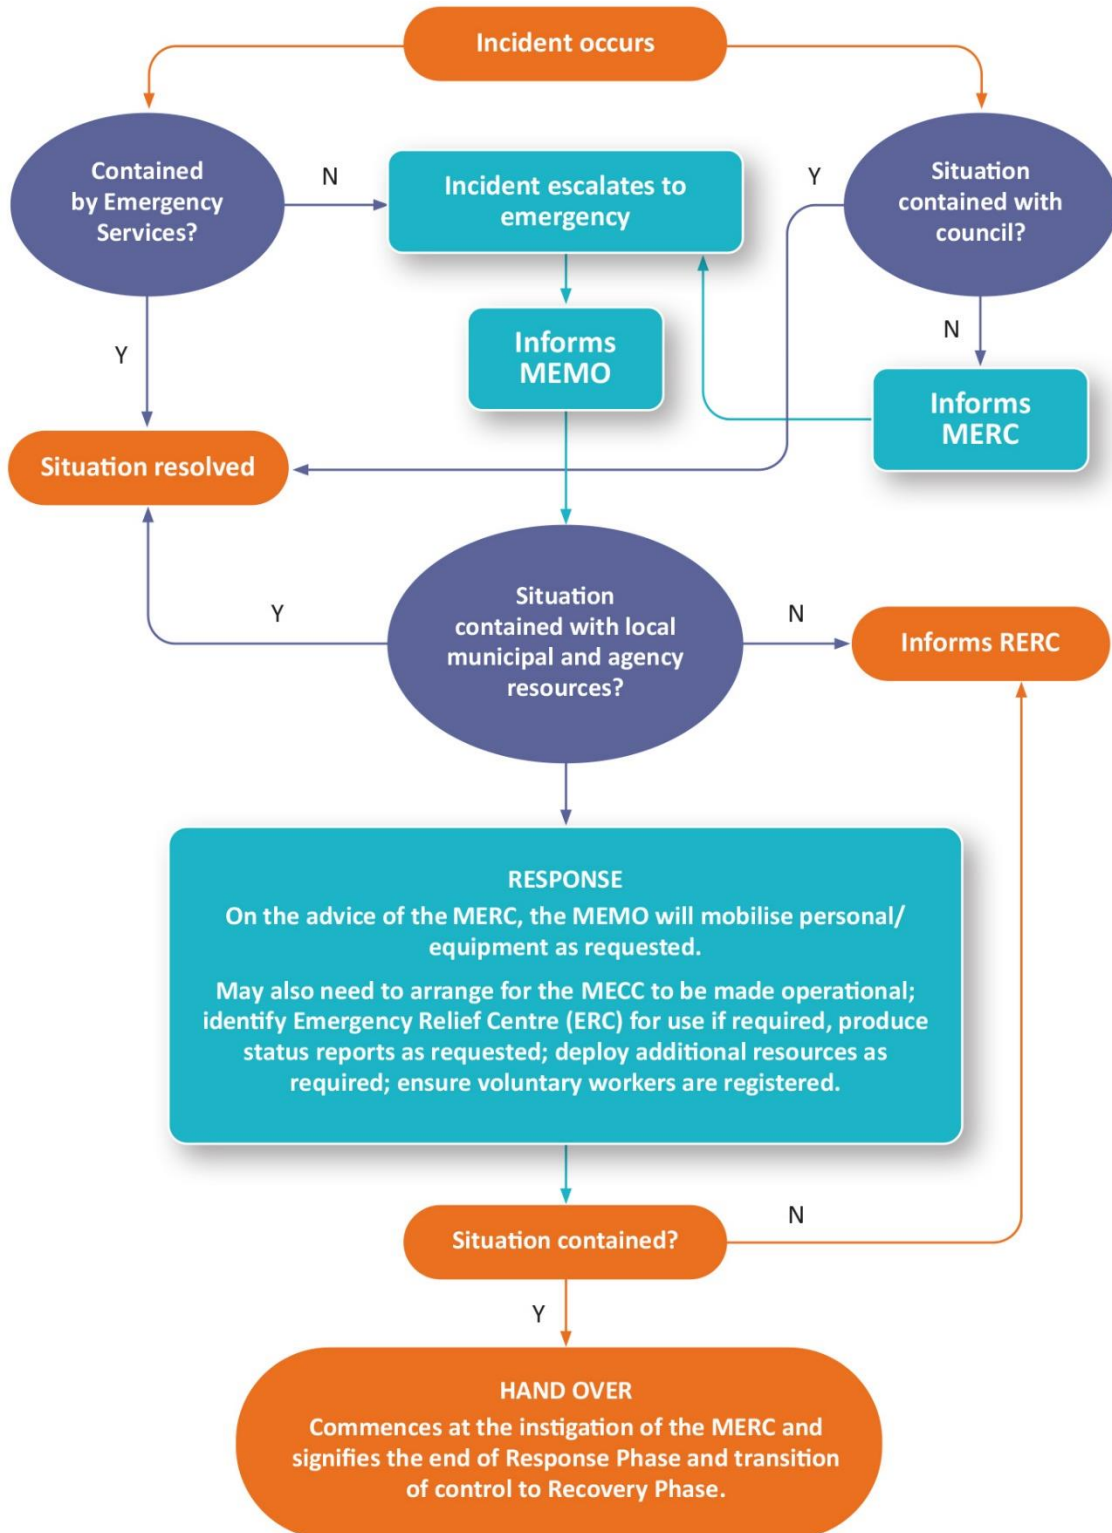 Incident occurs
Contained
by Emergency
Services?
N
Incident escalates to
emergency
Y
Situation
contained with
council?
Y
Informs
MEMO
N
Informs
MERC
Situation resolved
Y
Situation
contained with local
municipal and agency
resources?
N
Informs RERC
RESPONSE
On the advice of the MERC, the MEMO will mobilise personal/
equipment as requested.
May also need to arrange for the MECC to be made operational;
identify Emergency Relief Centre (ERC) for use if required, produce
status reports as requested; deploy additional resources as
required; ensure voluntary workers are registered.
Situation contained?
N
Y
HAND OVER
Commences at the instigation of the MERC and
signifies the end of Response Phase and transition
of control to Recovery Phase.